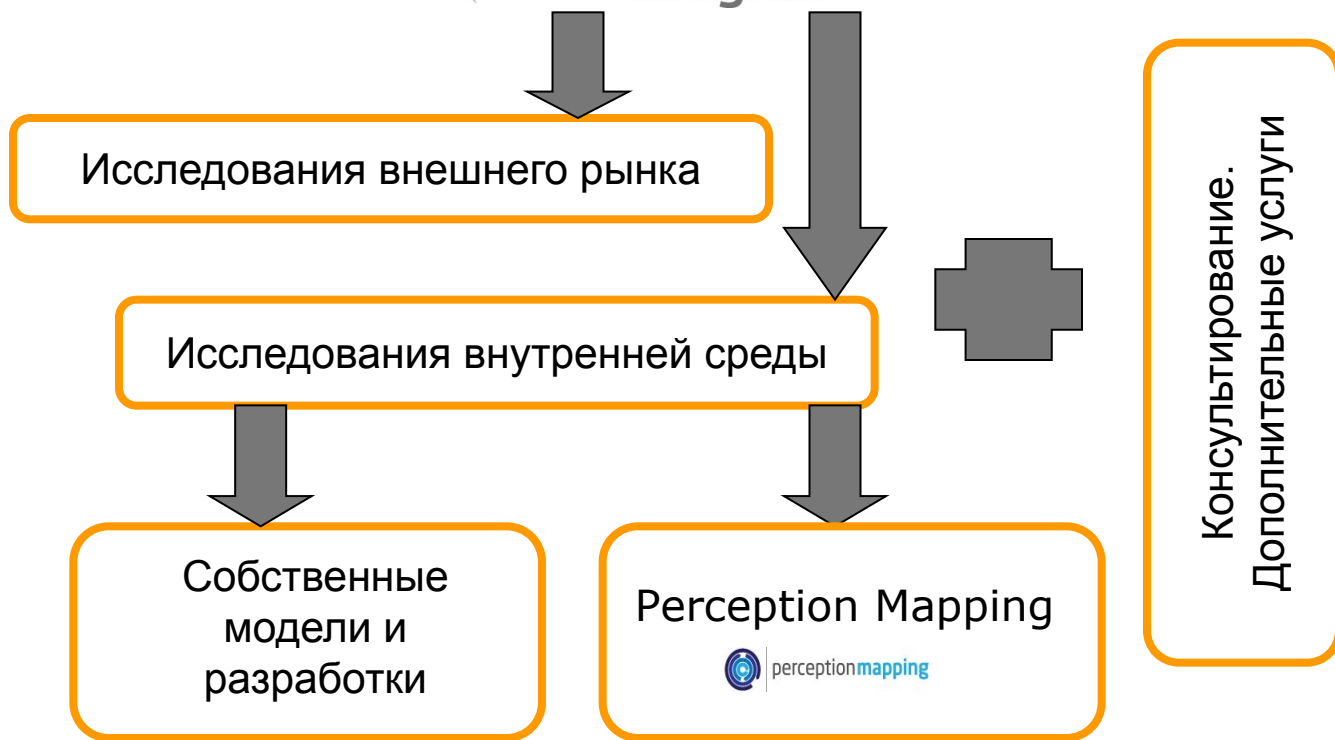 Исследования внешнего рынка
Исследования внутренней среды
Собственные
модели и
разработки
Perception Mapping
perceptionmapping
Консультирование.
Дополнительные услуги